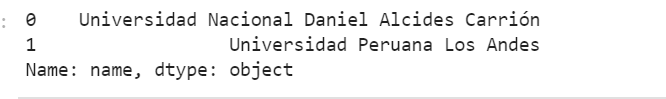 : 0    Universidad Nacional Daniel Alcides Carrión
1                 Universidad Peruana Los Andes
Name: name, dtype: object